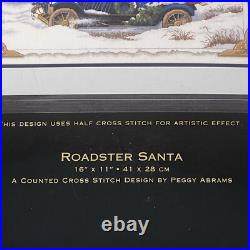 THIS DESIGN USES HALF CROSS STITCH FOR ARTISTIC EFFECT
ROADSTER SANTA
16" X 11" • 41 X 28 CM
A COUNTED CROSS STITCH DESIGN BY PEGGY ABRAMS